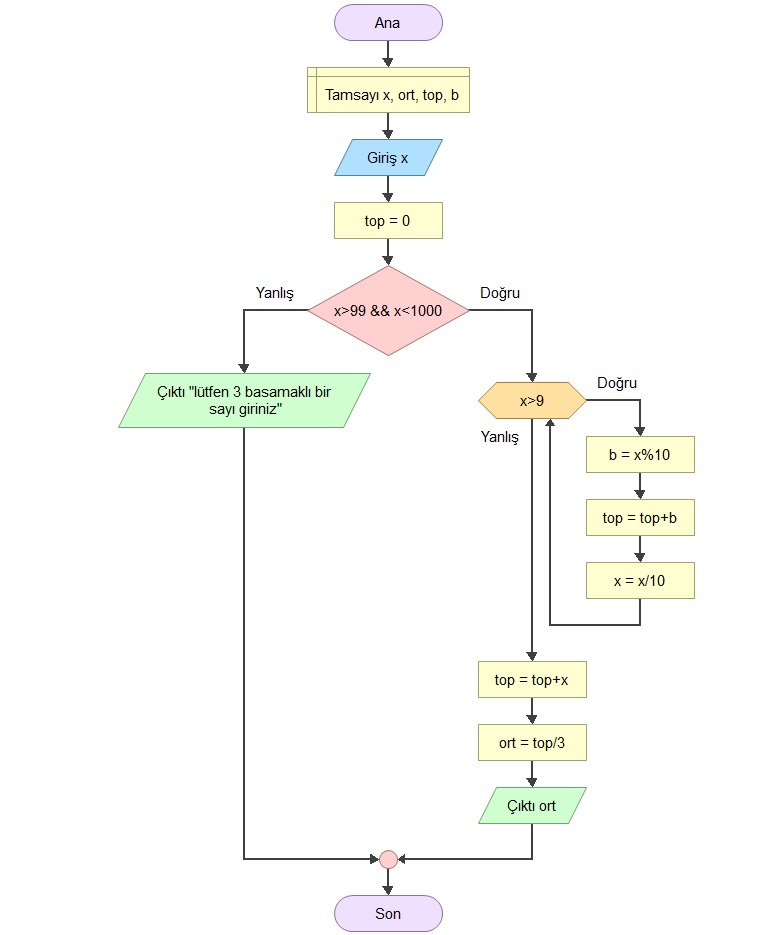 Ana
Tamsayı x, ort, top, b
Giriş x
top = 0
Yanlış
x>99 && x<1000
Doğru
Çıktı "lütfen 3 basamaklı bir
sayı giriniz"
x>9
Doğru
Yanlış
b = x%10
top = top+b
x = x/10
top = top+x
ort = top/3
Çıktı ort
Son